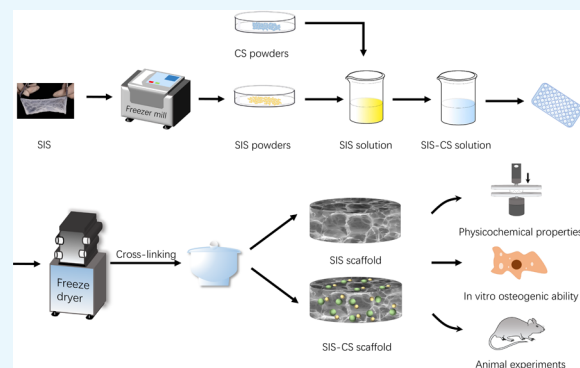 CS powders
Freezer mill
SIS
SIS powders
SIS solution
SIS-CS solution
Freeze
dryer
Cross-linking
SIS scaffold
SIS-CS scaffold
Physicochemical properties
In vitro osteogenic ability
Animal experiments